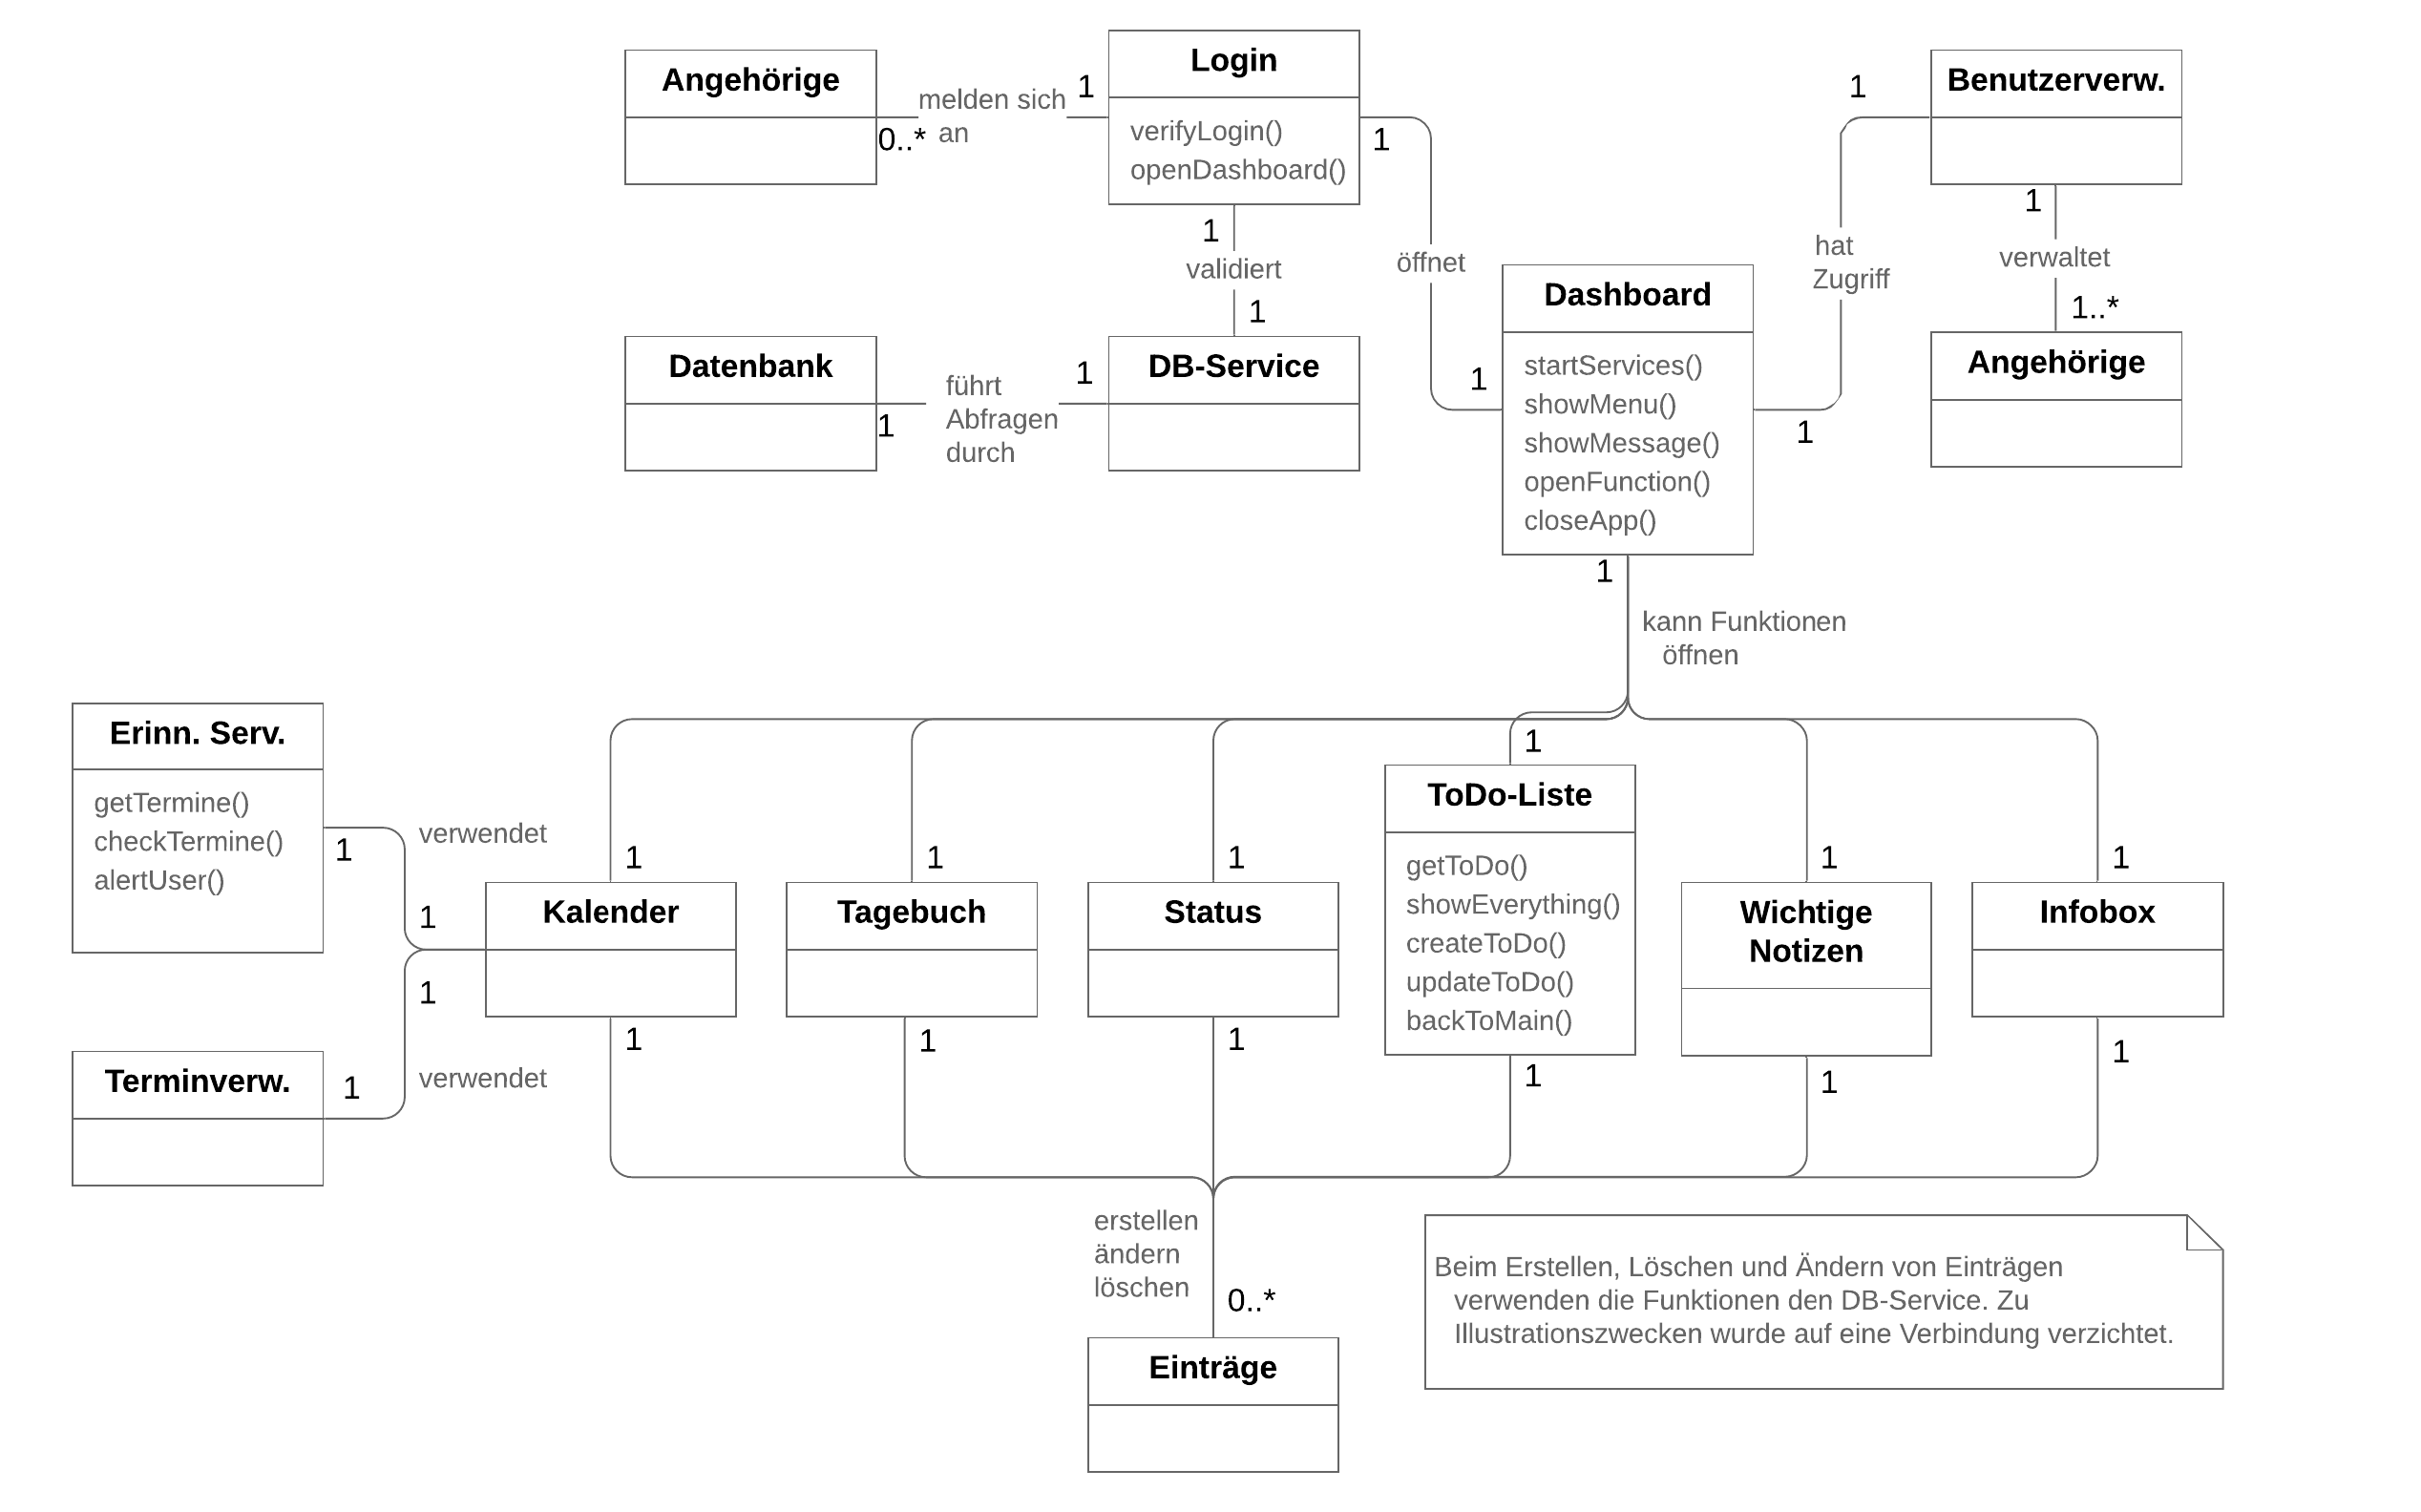 Angehörige
melden sich
an
0..*
1
Login
verifyLogin()
openDashboard()
1
öffnet
1
1
validiert
1
Datenbank
1
führt
Abfragen
durch
1
DB-Service
Dashboard
startServices()
showMenu()
showMessage()
openFunction()
closeApp()
1
hat
Zugriff
1
Benutzerverw.
1
verwaltet
1..*
Angehörige
1
kann Funktionen
öffnen
Erinn. Serv.
getTermine()
checkTermine()
alertUser()
1
verwendet
1
1
verwendet
1
Terminverw.
1
Kalender
1
1
Tagebuch
1
1
Status
1
1
ToDo-Liste
getToDo()
showEverything()
createToDo()
updateToDo()
backToMain()
1
1
Wichtige
Notizen
1
1
Infobox
1
erstellen
ändern
löschen
0..*
Einträge
Beim Erstellen, Löschen und Ändern von Einträgen
verwenden die Funktionen den DB-Service. Zu
Illustrationszwecken wurde auf eine Verbindung verzichtet.